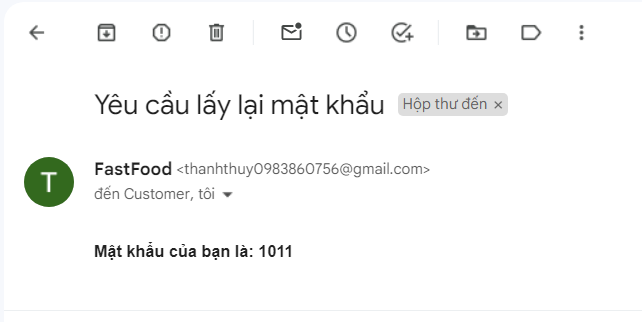 Yêu cầu lấy lại mật khẩu Hộp thư đến ×
T
FastFood <thanhthuy0983860756@gmail.com>
đến Customer, tôi
Mật khẩu của bạn là: 1011